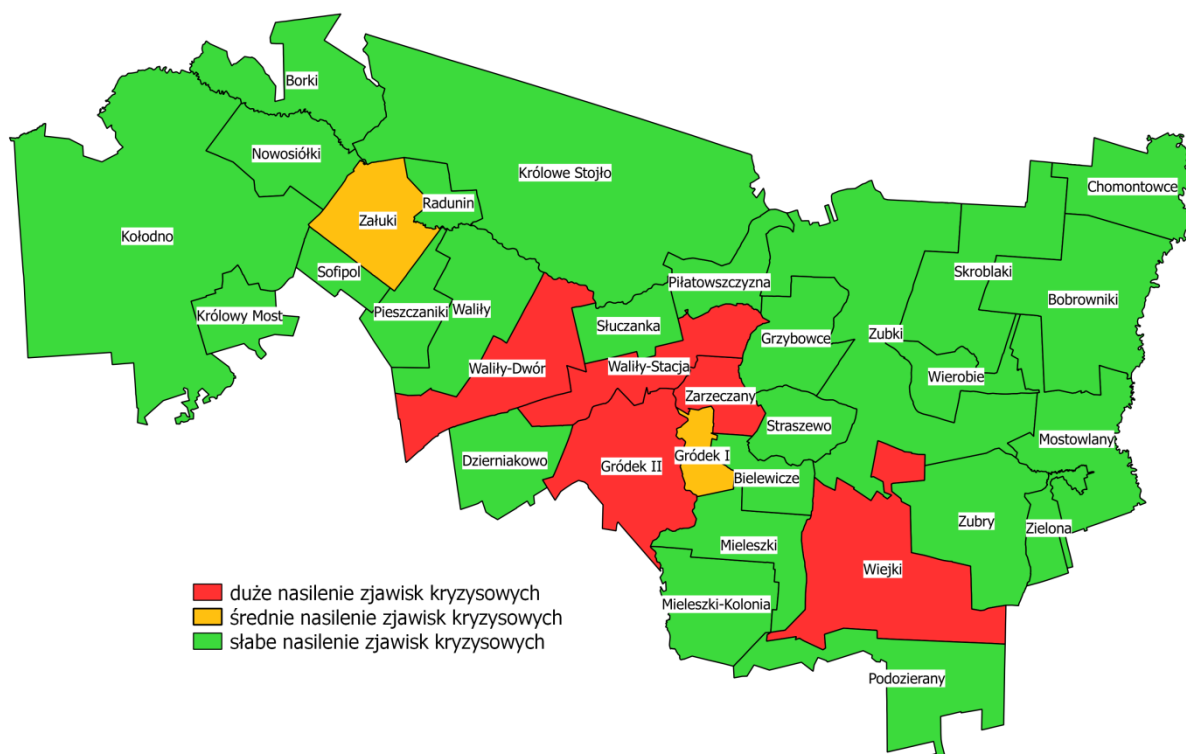 Borki
Nowosiółki
Królowe Stojło
Chomontowce
Radunin
Załuki
Kołodno
Sofipol
Skroblaki
Piłatowszczyzna
Bobrowniki
Królowy Most
Pieszczaniki
Waliły
Słuczanka
Grzybowce
Zubki
Waliły-Dwór
Waliły-Stacja
Wierobie
Zarzeczany
Straszewo
Mostowlany
Dzierniakowo
Gródek II
Gródek I
Bielewicze
Zubry
Zielona
Mieleszki
Wiejki
Mieleszki-Kolonia
Podozierany
duże nasilenie zjawisk kryzysowych
średnie nasilenie zjawisk kryzysowych
słabe nasilenie zjawisk kryzysowych